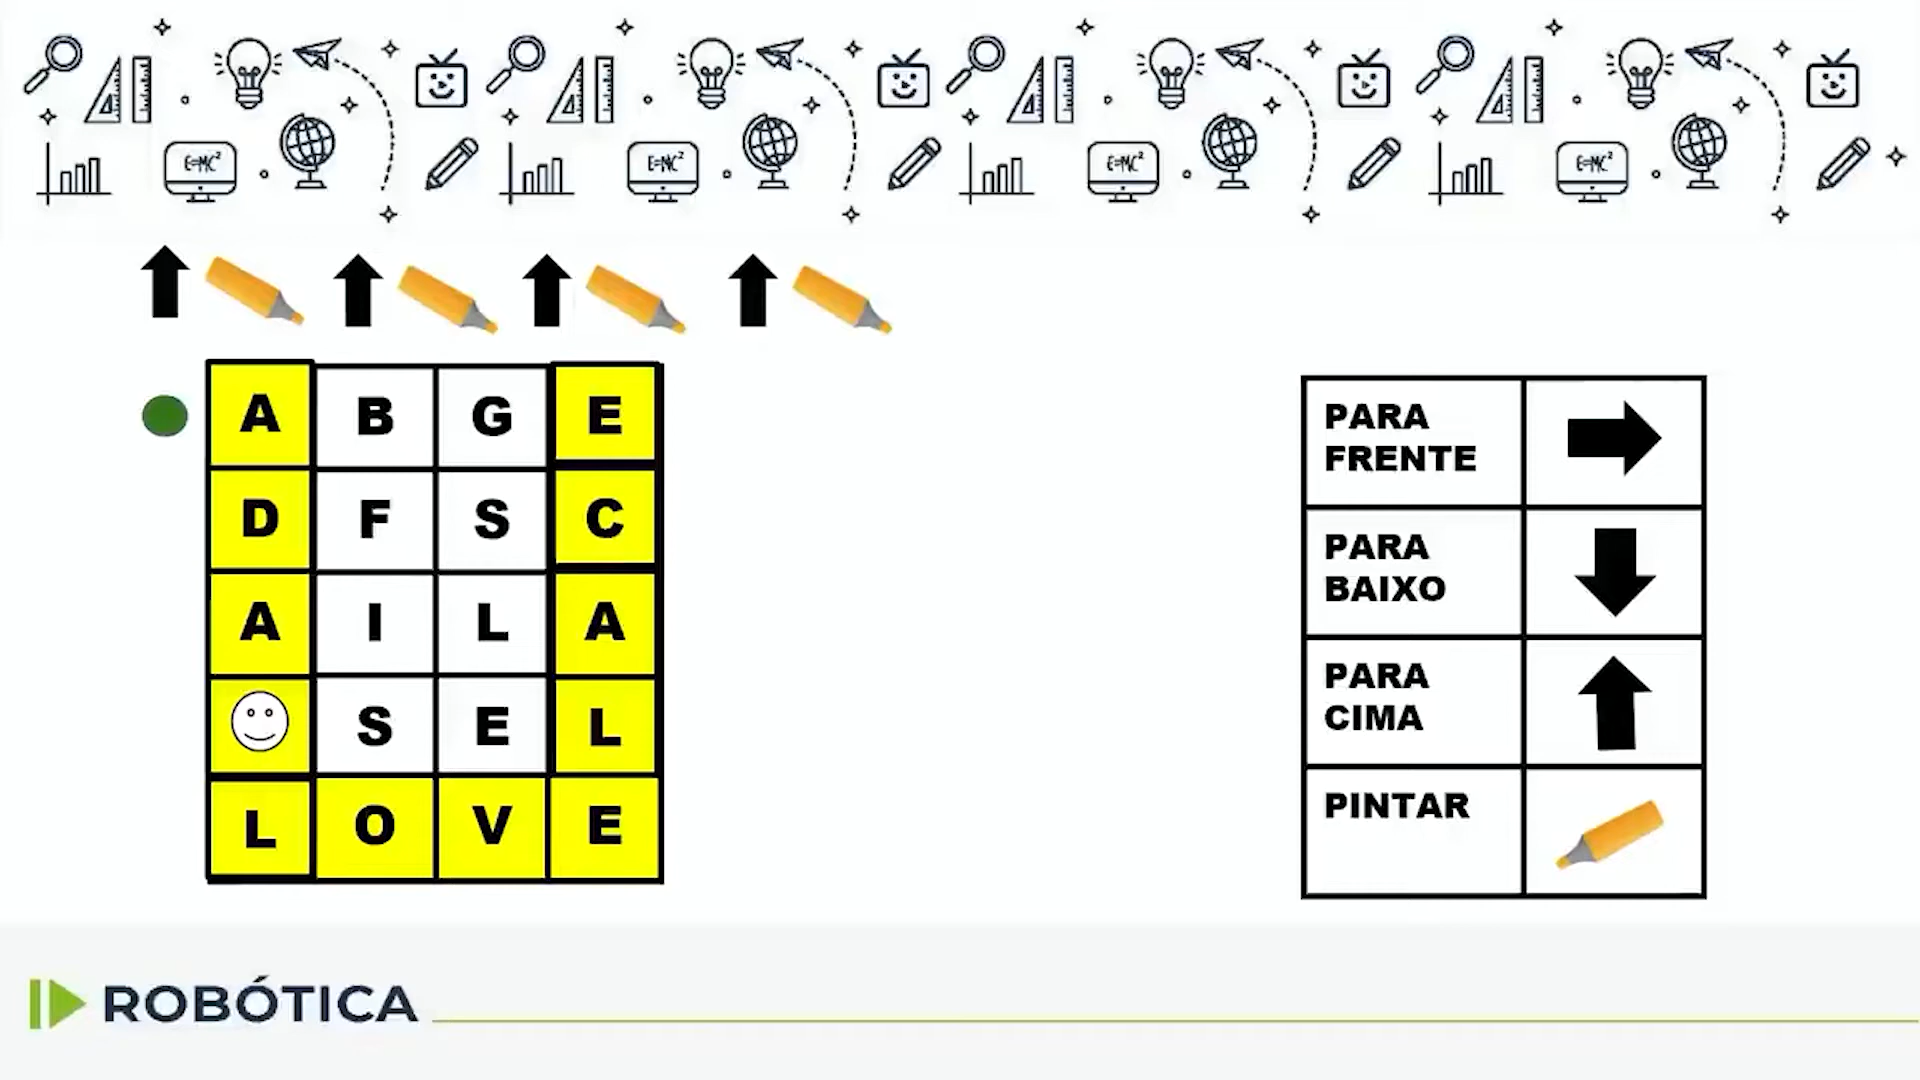 E=MC² E=MC² E=MC² E=MC²
A B G E
D F S C
A I L A
S E L
L O V E
PARA
FRENTE
PARA
BAIXO
PARA
CIMA
PINTAR
ROBÓTICA